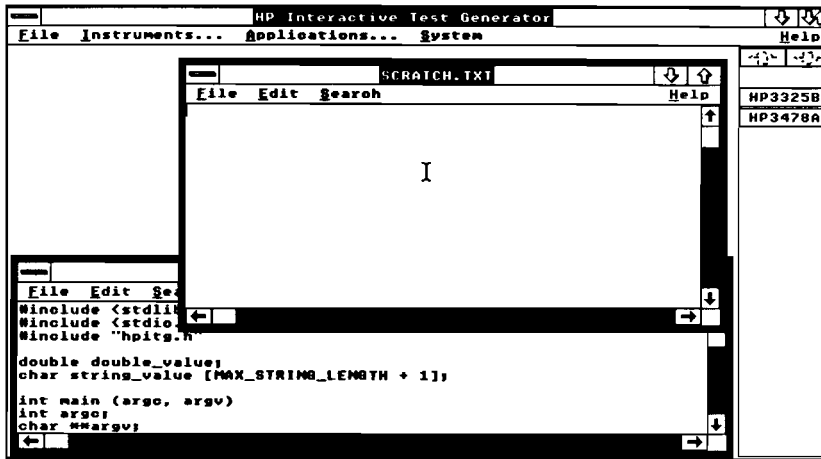 HP Interactive Test Generator
File Instruments... Applications... System Help
SCRATCH.TXT
File Edit Search Help
HP3325B
HP3478A
File Edit
#include <stdlib
#include <stdio.
#include "hpitg.h"
double double_value;
char string_value [MAX_STRING_LENGTH + 1];
int main (argc, argv)
int argc;
char **argv;